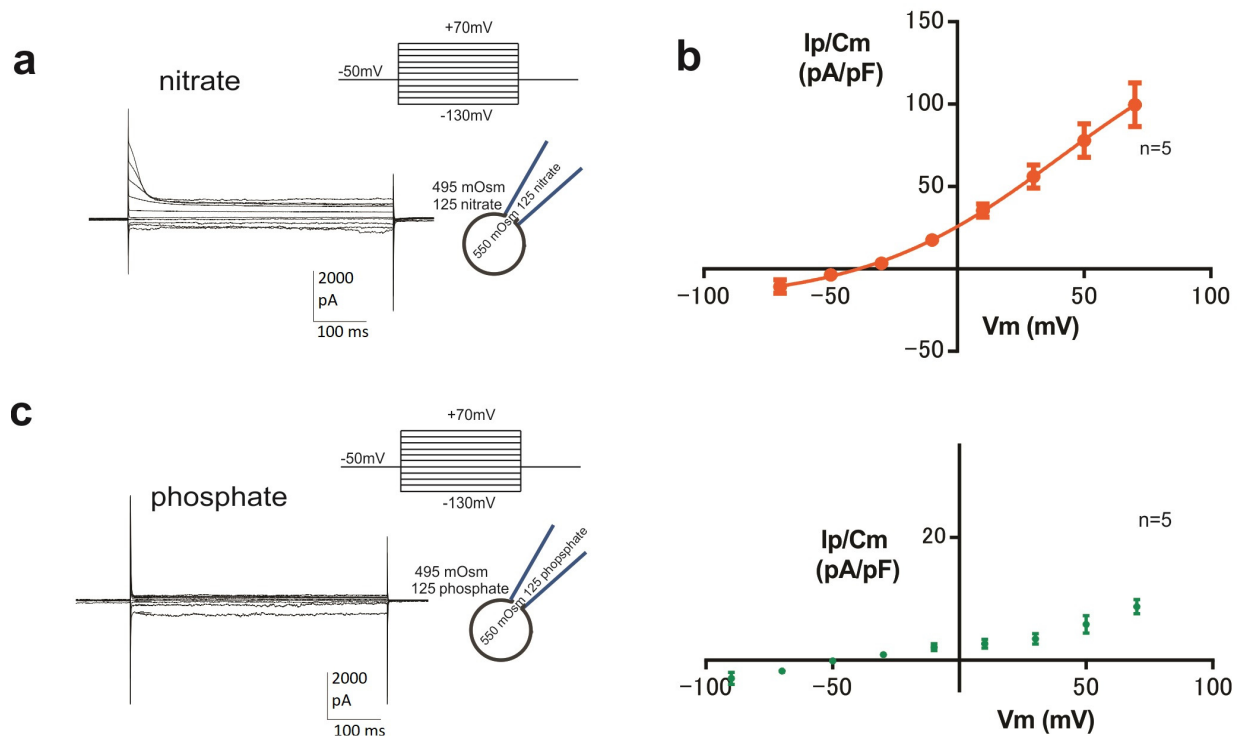 a
nitrate
+70mV
-50mV
-130mV
495 mOsm
125 nitrate
550 mOsm 125 nitrate
2000
pA
100 ms
b
Ip/Cm
(pA/pF)
150
100
50
−50
−100
−50
50
100
Vm (mV)
n=5
c
phosphate
+70mV
-50mV
-130mV
495 mOsm
125 phosphate
550 mOsm 125 phopsphate
2000
pA
100 ms
Ip/Cm
(pA/pF)
20
−100
−50
50
100
Vm (mV)
n=5